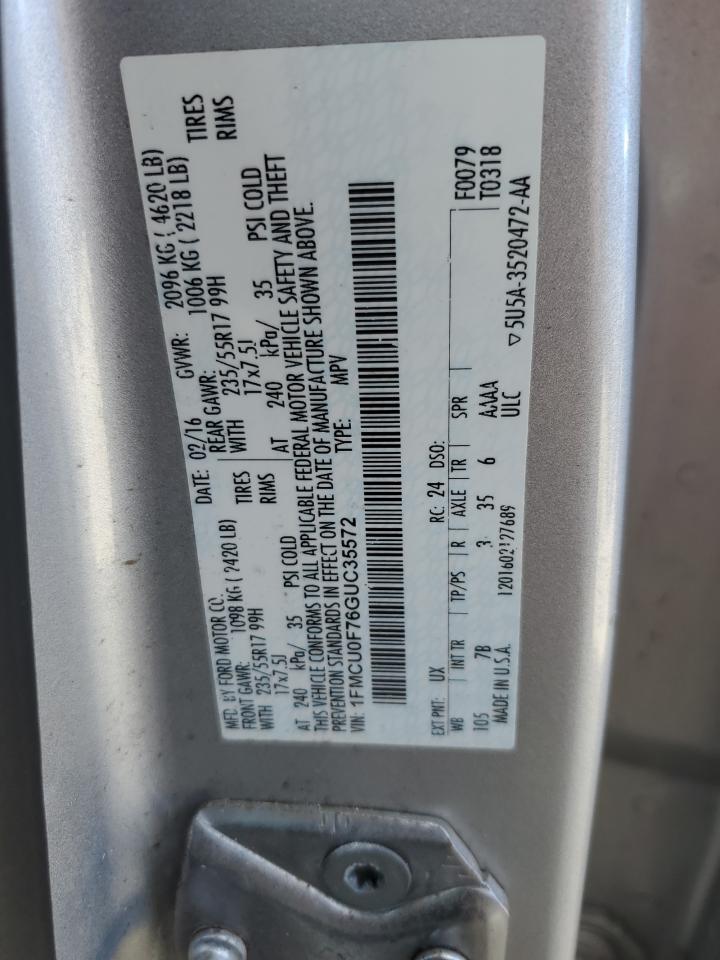 MFD. BY FORD MOTOR CO.
DATE: 02/16 GVWR: 2096 KG ( 4620 LB)
FRONT GAWR: 1098 KG ( 2420 LB)
REAR GAWR: 1006 KG ( 2218 LB)
WITH 235/55R17 99H TIRES
WITH 235/55R17 99H TIRES
17x7.5J RIMS
17x7.5J RIMS
AT 240 kPa/ 35 PSI COLD
AT 240 kPa/ 35 PSI COLD
THIS VEHICLE CONFORMS TO ALL APPLICABLE FEDERAL MOTOR VEHICLE SAFETY AND THEFT
PREVENTION STANDARDS IN EFFECT ON THE DATE OF MANUFACTURE SHOWN ABOVE.
VIN: 1FMCU0F76GUC35572
TYPE: MPV
EXT PNT: UX RC: 24 DSO: F0079
WB INT TR TP/PS R AXLE TR SPR T0318
105 7B 3 35 6 AAAA
MADE IN U.S.A. ULC
▽5U5A-3520472-AA